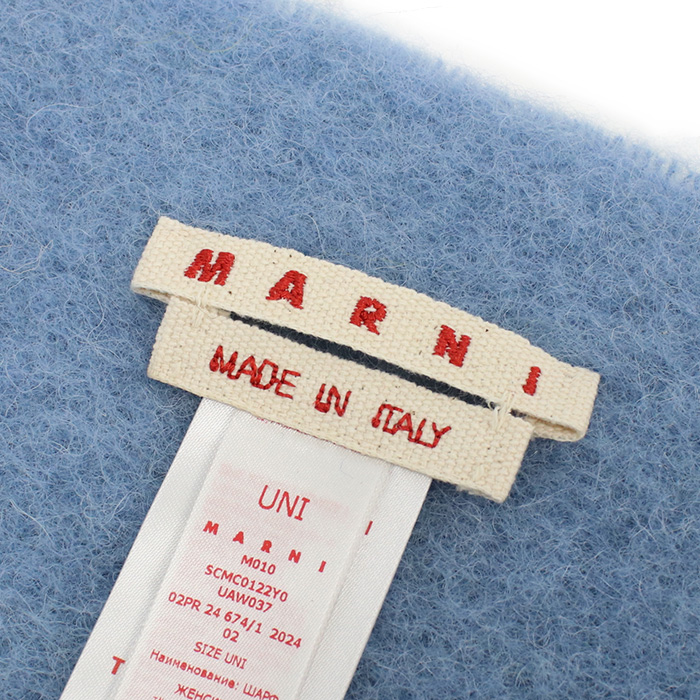 MARNI
MADE IN ITALY
UNI
MARNI
M010
SCMC0122Y0
UAW037
02PR 24 674/1 2024
02
SIZE UNI
Наименование: ШАРФ